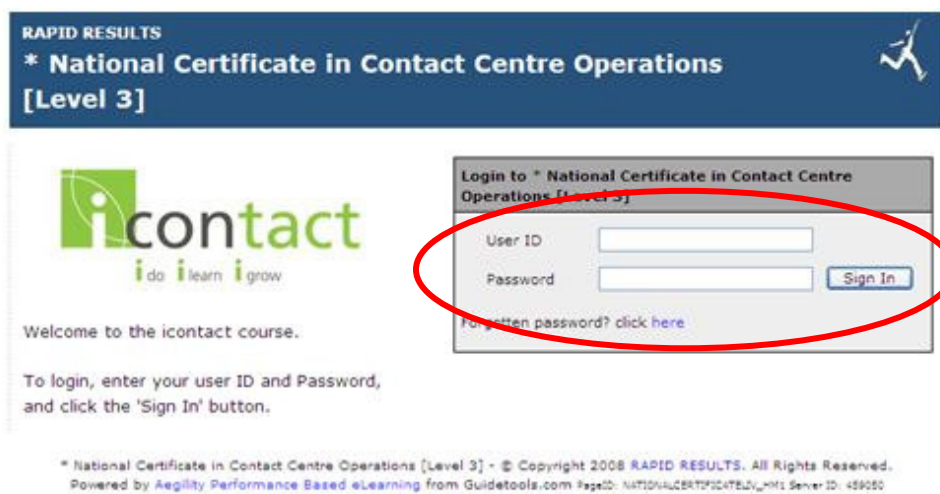 RAPID RESULTS
* National Certificate in Contact Centre Operations
[Level 3]
icontact
i do i learn i grow
Welcome to the icontact course.
To login, enter your user ID and Password,
and click the 'Sign In' button.
Login to * National Certificate in Contact Centre
Operations [Level 3]
User ID
Password
Sign In
Forgotten password? click here
* National Certificate in Contact Centre Operations [Level 3] - © Copyright 2008 RAPID RESULTS. All Rights Reserved.
Powered by Aegility Performance Based eLearning from Guidetools.com PageID: Server ID: 459050